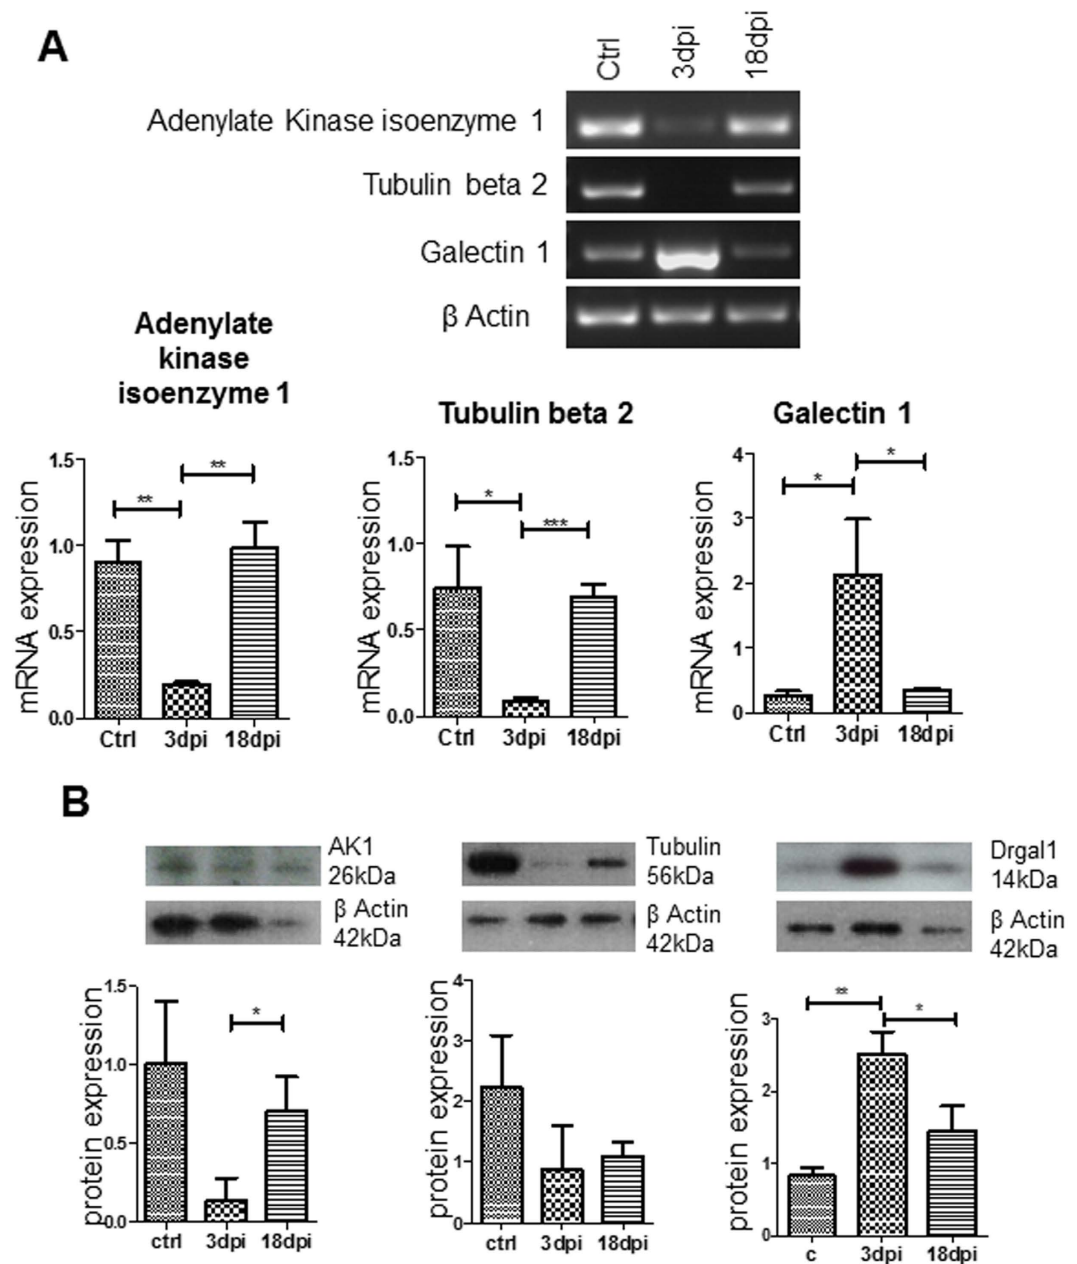 A
Ctrl
3dpi
18dpi
Adenylate Kinase isoenzyme 1
Tubulin beta 2
Galectin 1
β Actin
Adenylate
kinase
isoenzyme 1
mRNA expression
1.5
1.0
0.5
0.0
**
**
Ctrl 3dpi 18dpi
Tubulin beta 2
mRNA expression
1.5
1.0
0.5
0.0
*
***
Ctrl 3dpi 18dpi
Galectin 1
mRNA expression
4
3
2
1
0
*
*
Ctrl 3dpi 18dpi
B
AK1
26kDa
β Actin
42kDa
Tubulin
56kDa
β Actin
42kDa
Drgal1
14kDa
β Actin
42kDa
protein expression
1.5
1.0
0.5
0.0
*
ctrl 3dpi 18dpi
protein expression
4
3
2
1
0
ctrl 3dpi 18dpi
protein expression
3
2
1
0
**
*
c 3dpi 18dpi